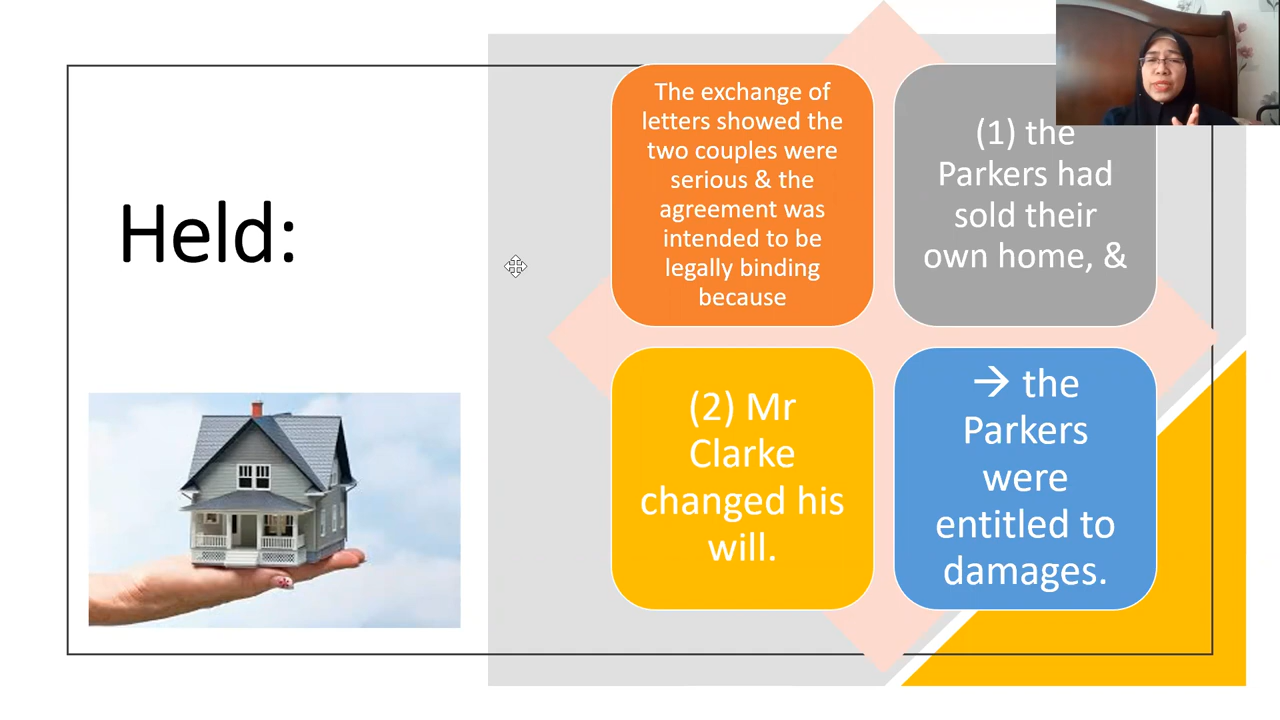 Held:
The exchange of
letters showed the
two couples were
serious & the
agreement was
intended to be
legally binding
because
(1) the
Parkers had
sold their
own home, &
(2) Mr
Clarke
changed his
will.
→ the
Parkers
were
entitled to
damages.